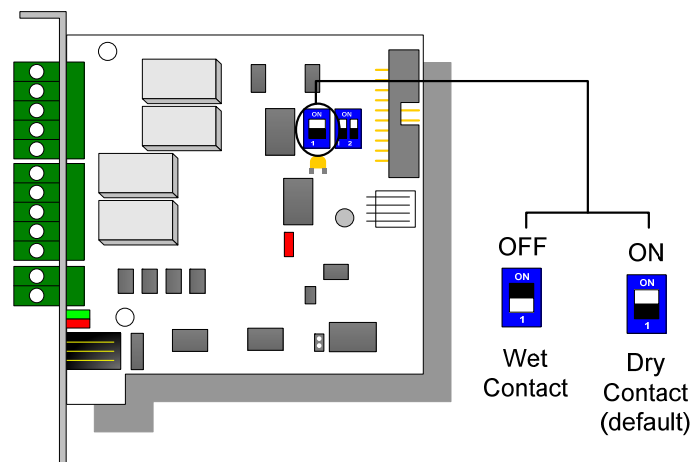 ON
1
ON
1 2
OFF
ON
1
Wet
Contact
ON
ON
1
Dry
Contact
(default)